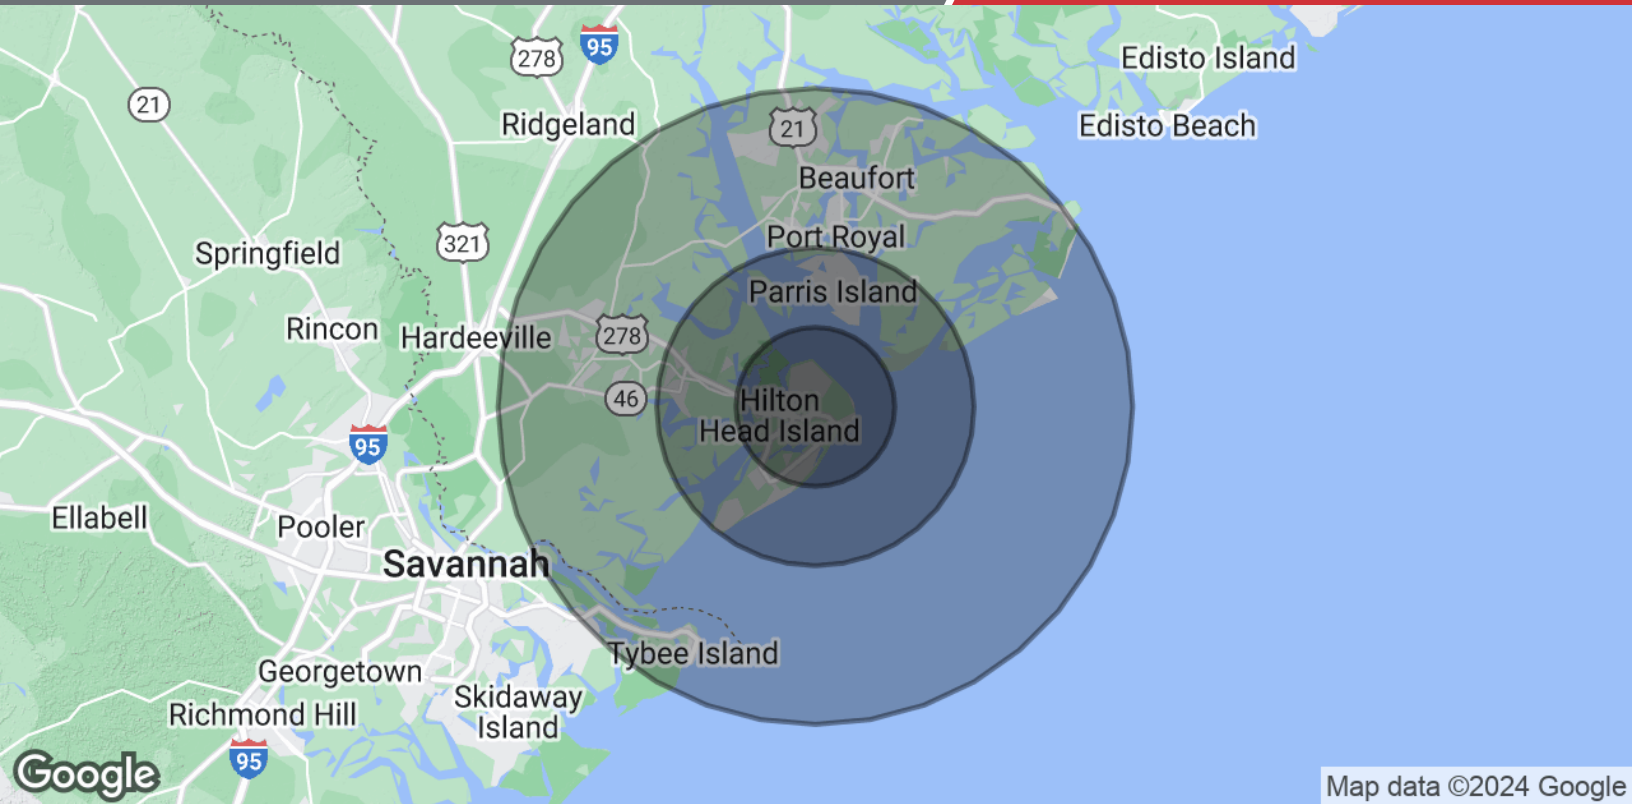 Edisto Island
278
95
21
Ridgeland
21
Edisto Beach
Beaufort
321
Port Royal
Springfield
Parris Island
Rincon
Hardeeville
278
46
Hilton
Head Island
95
Ellabell
Pooler
Savannah
Tybee Island
Georgetown
Skidaway
Island
Richmond Hill
95
Google
Map data ©2024 Google